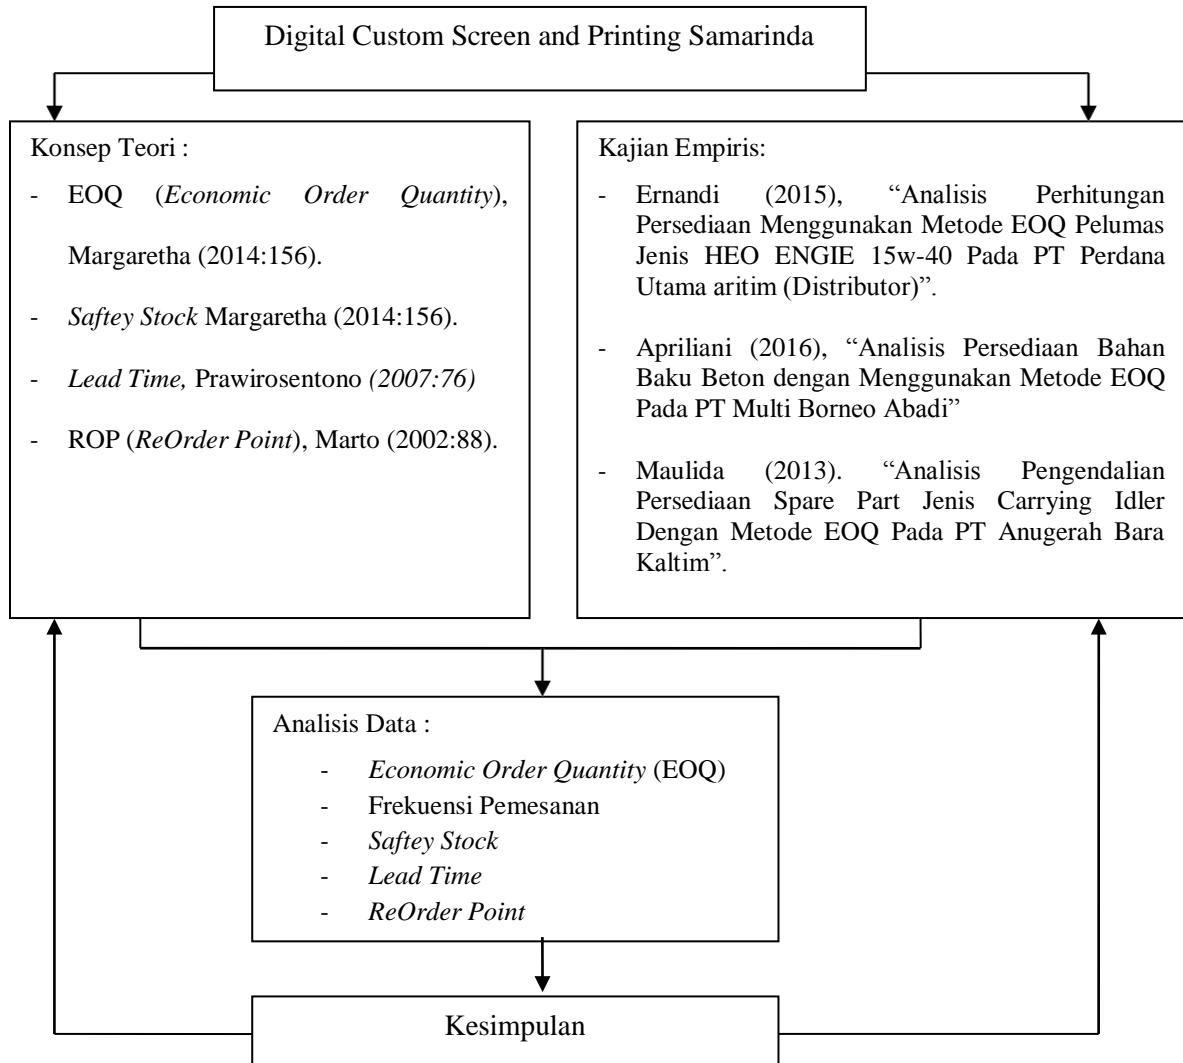 Digital Custom Screen and Printing Samarinda
Konsep Teori :
- EOQ (Economic Order Quantity),
Margaretha (2014:156).
- Saftey Stock Margaretha (2014:156).
- Lead Time, Prawirosentono (2007:76)
- ROP (ReOrder Point), Marto (2002:88).
Kajian Empiris:
- Ernandi (2015), “Analisis Perhitungan
Persediaan Menggunakan Metode EOQ Pelumas
Jenis HEO ENGIE 15w-40 Pada PT Perdana
Utama aritim (Distributor)”.
- Apriliani (2016), “Analisis Persediaan Bahan
Baku Beton dengan Menggunakan Metode EOQ
Pada PT Multi Borneo Abadi”
- Maulida (2013). “Analisis Pengendalian
Persediaan Spare Part Jenis Carrying Idler
Dengan Metode EOQ Pada PT Anugerah Bara
Kaltim”.
Analisis Data :
- Economic Order Quantity (EOQ)
- Frekuensi Pemesanan
- Saftey Stock
- Lead Time
- ReOrder Point
Kesimpulan